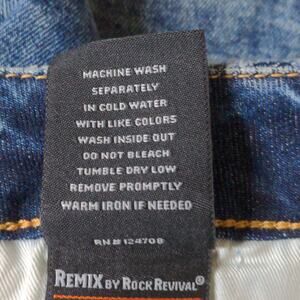 MACHINE WASH
SEPARATELY
IN COLD WATER
WITH LIKE COLORS
WASH INSIDE OUT
DO NOT BLEACH
TUMBLE DRY LOW
REMOVE PROMPTLY
WARM IRON IF NEEDED
RN# 124708
REMIX BY ROCK REVIVAL®